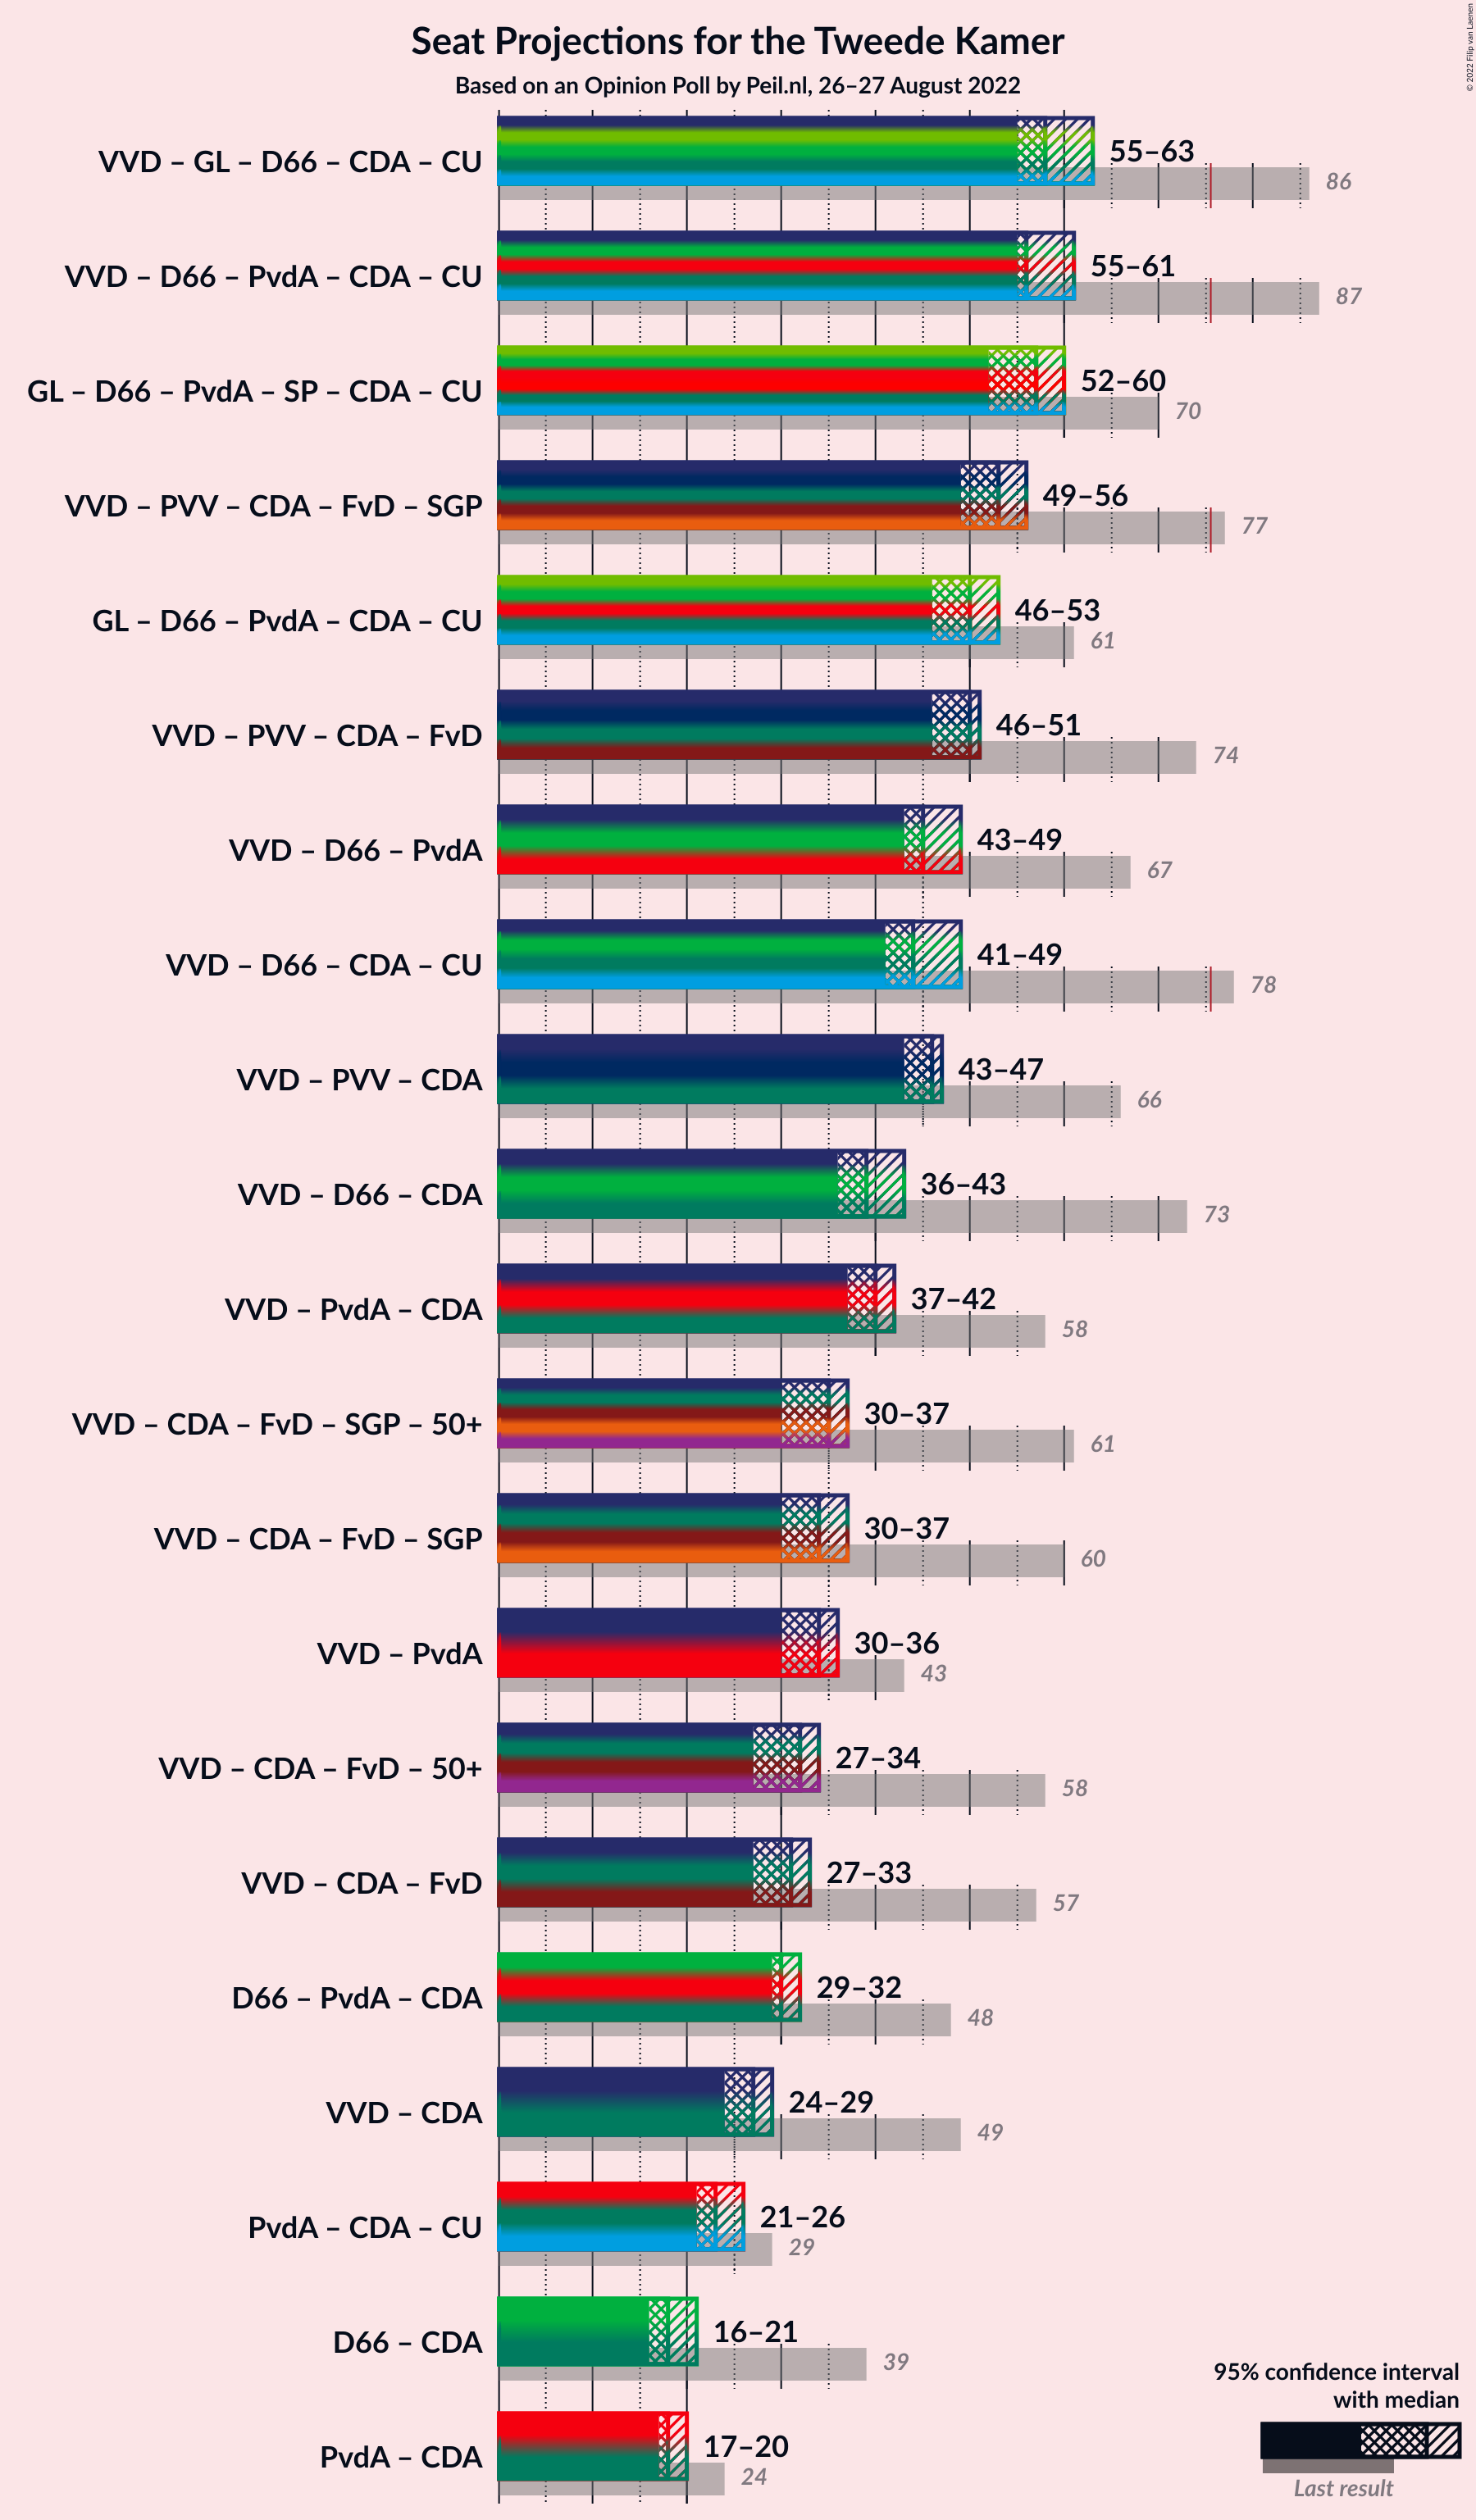 Seat Projections for the Tweede Kamer
Based on an Opinion Poll by Peil.nl, 26–27 August 2022
© 2022 Filip van Laenen
VVD – GL – D66 – CDA – CU
55–63
86
VVD – D66 – PvdA – CDA – CU
55–61
87
GL – D66 – PvdA – SP – CDA – CU
52–60
70
VVD – PVV – CDA – FvD – SGP
49–56
77
GL – D66 – PvdA – CDA – CU
46–53
61
VVD – PVV – CDA – FvD
46–51
74
VVD – D66 – PvdA
43–49
67
VVD – D66 – CDA – CU
41–49
78
VVD – PVV – CDA
43–47
66
VVD – D66 – CDA
36–43
73
VVD – PvdA – CDA
37–42
58
VVD – CDA – FvD – SGP – 50+
30–37
61
VVD – CDA – FvD – SGP
30–37
60
VVD – PvdA
30–36
43
VVD – CDA – FvD – 50+
27–34
58
VVD – CDA – FvD
27–33
57
D66 – PvdA – CDA
29–32
48
VVD – CDA
24–29
49
PvdA – CDA – CU
21–26
29
D66 – CDA
16–21
39
PvdA – CDA
17–20
24
95% confidence interval
with median
Last result